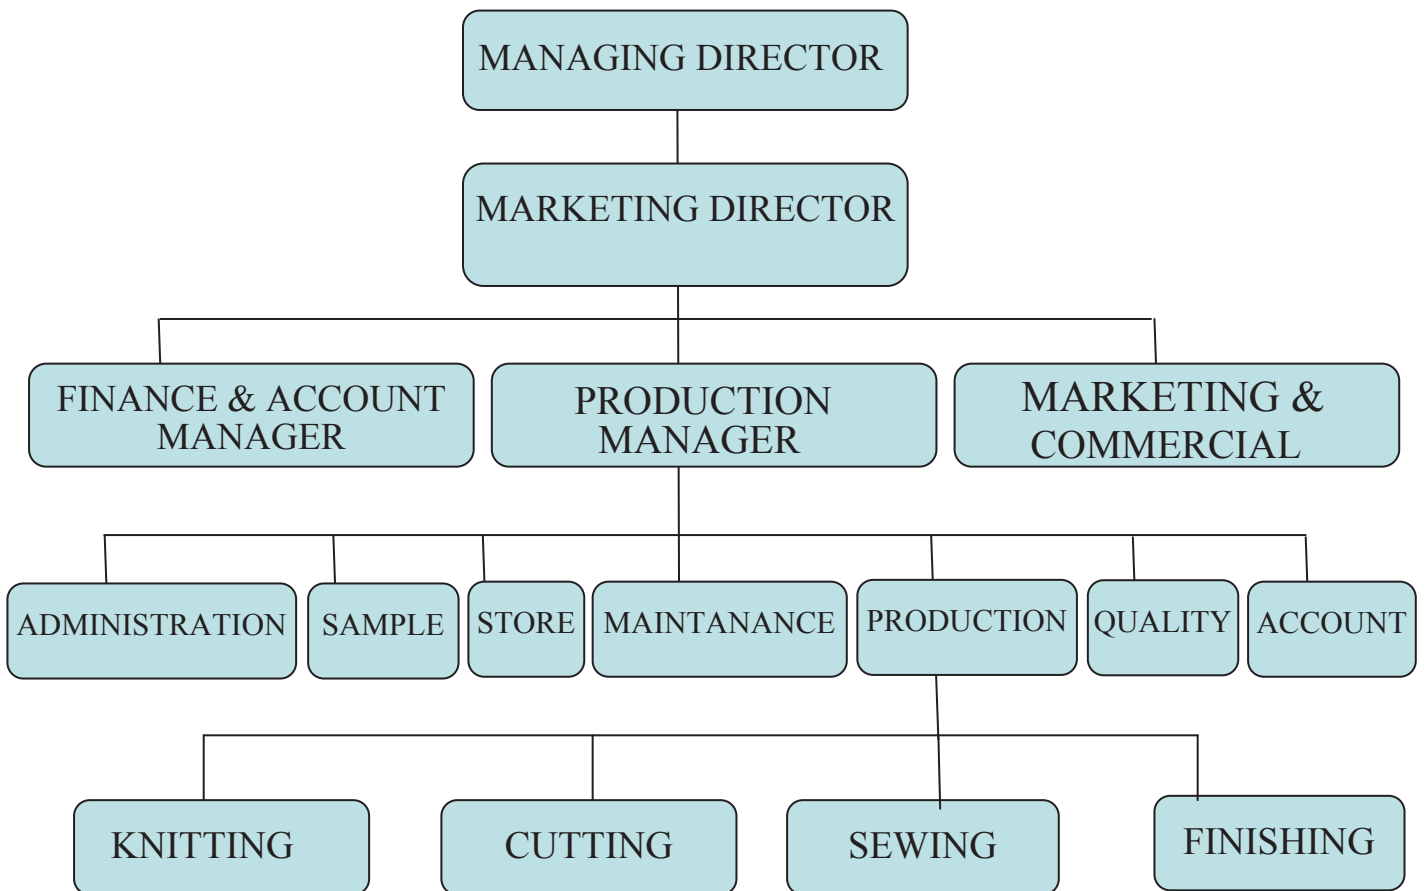 MANAGING DIRECTOR
MARKETING DIRECTOR
FINANCE & ACCOUNT
MANAGER
PRODUCTION
MANAGER
MARKETING &
COMMERCIAL
ADMINISTRATION
SAMPLE
STORE
MAINTANANCE
PRODUCTION
QUALITY
ACCOUNT
KNITTING
CUTTING
SEWING
FINISHING